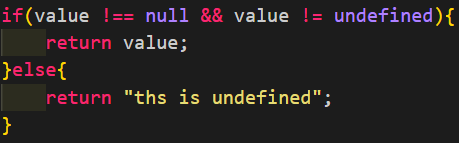 if(value !== null && value != undefined){
    return value;
}else{
    return "ths is undefined";
}